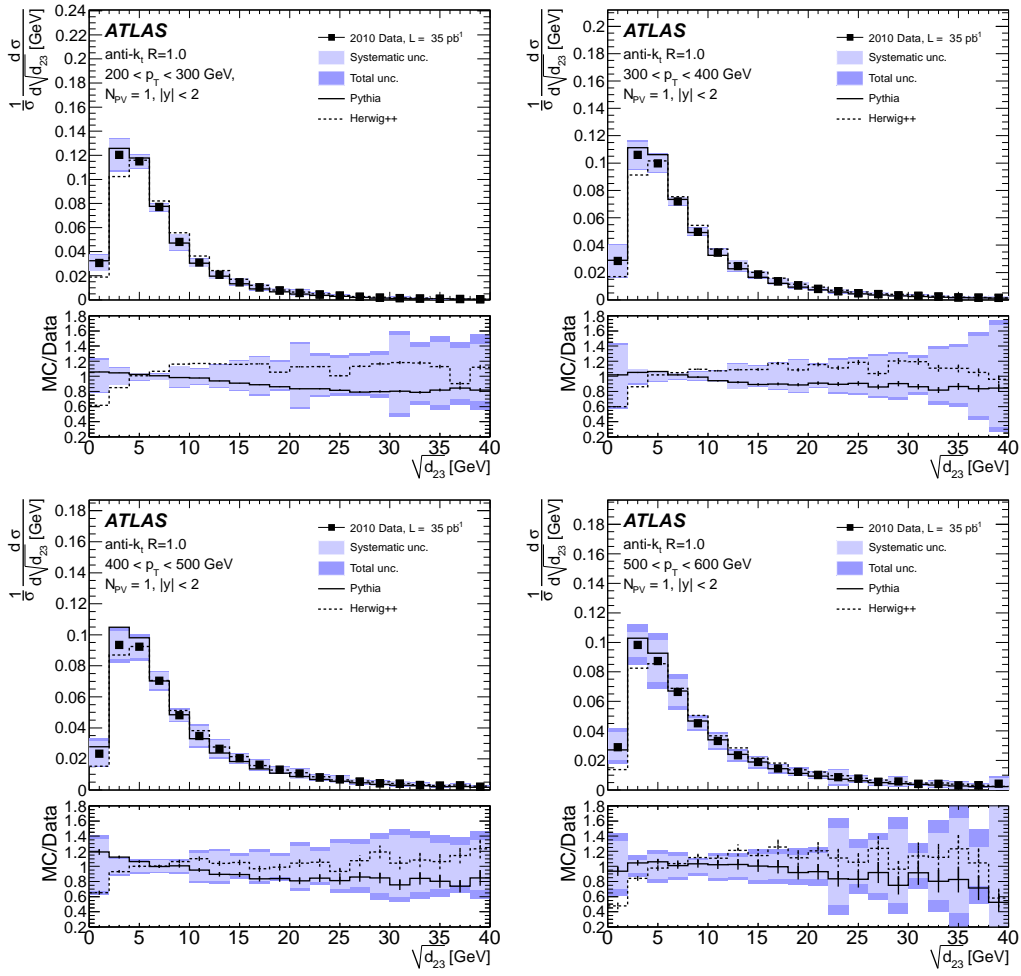 ATLAS
anti-kₜ R=1.0
200 < p_T < 300 GeV,
N_PV = 1, |y| < 2
2010 Data, L = 35 pb⁻¹
Systematic unc.
Total unc.
Pythia
Herwig++
1/σ dσ/d√d₂₃ [GeV]
0.2
0.18
0.16
0.14
0.12
0.1
0.08
0.06
0.04
0.02
0
MC/Data
1.8
1.6
1.4
1.2
1.0
0.8
0.6
0.4
0.2
0 5 10 15 20 25 30 35 40
√d₂₃ [GeV]
ATLAS
anti-kₜ R=1.0
300 < p_T < 400 GeV
N_PV = 1, |y| < 2
2010 Data, L = 35 pb⁻¹
Systematic unc.
Total unc.
Pythia
Herwig++
1/σ dσ/d√d₂₃ [GeV]
0.2
0.18
0.16
0.14
0.12
0.1
0.08
0.06
0.04
0.02
0
MC/Data
1.8
1.6
1.4
1.2
1.0
0.8
0.6
0.4
0.2
0 5 10 15 20 25 30 35 40
√d₂₃ [GeV]
ATLAS
anti-kₜ R=1.0
400 < p_T < 500 GeV
N_PV = 1, |y| < 2
2010 Data, L = 35 pb⁻¹
Systematic unc.
Total unc.
Pythia
Herwig++
1/σ dσ/d√d₂₃ [GeV]
0.18
0.16
0.14
0.12
0.1
0.08
0.06
0.04
0.02
0
MC/Data
1.8
1.6
1.4
1.2
1.0
0.8
0.6
0.4
0.2
0 5 10 15 20 25 30 35 40
√d₂₃ [GeV]
ATLAS
anti-kₜ R=1.0
500 < p_T < 600 GeV
N_PV = 1, |y| < 2
2010 Data, L = 35 pb⁻¹
Systematic unc.
Total unc.
Pythia
Herwig++
1/σ dσ/d√d₂₃ [GeV]
0.18
0.16
0.14
0.12
0.1
0.08
0.06
0.04
0.02
0
MC/Data
1.8
1.6
1.4
1.2
1.0
0.8
0.6
0.4
0.2
0 5 10 15 20 25 30 35 40
√d₂₃ [GeV]